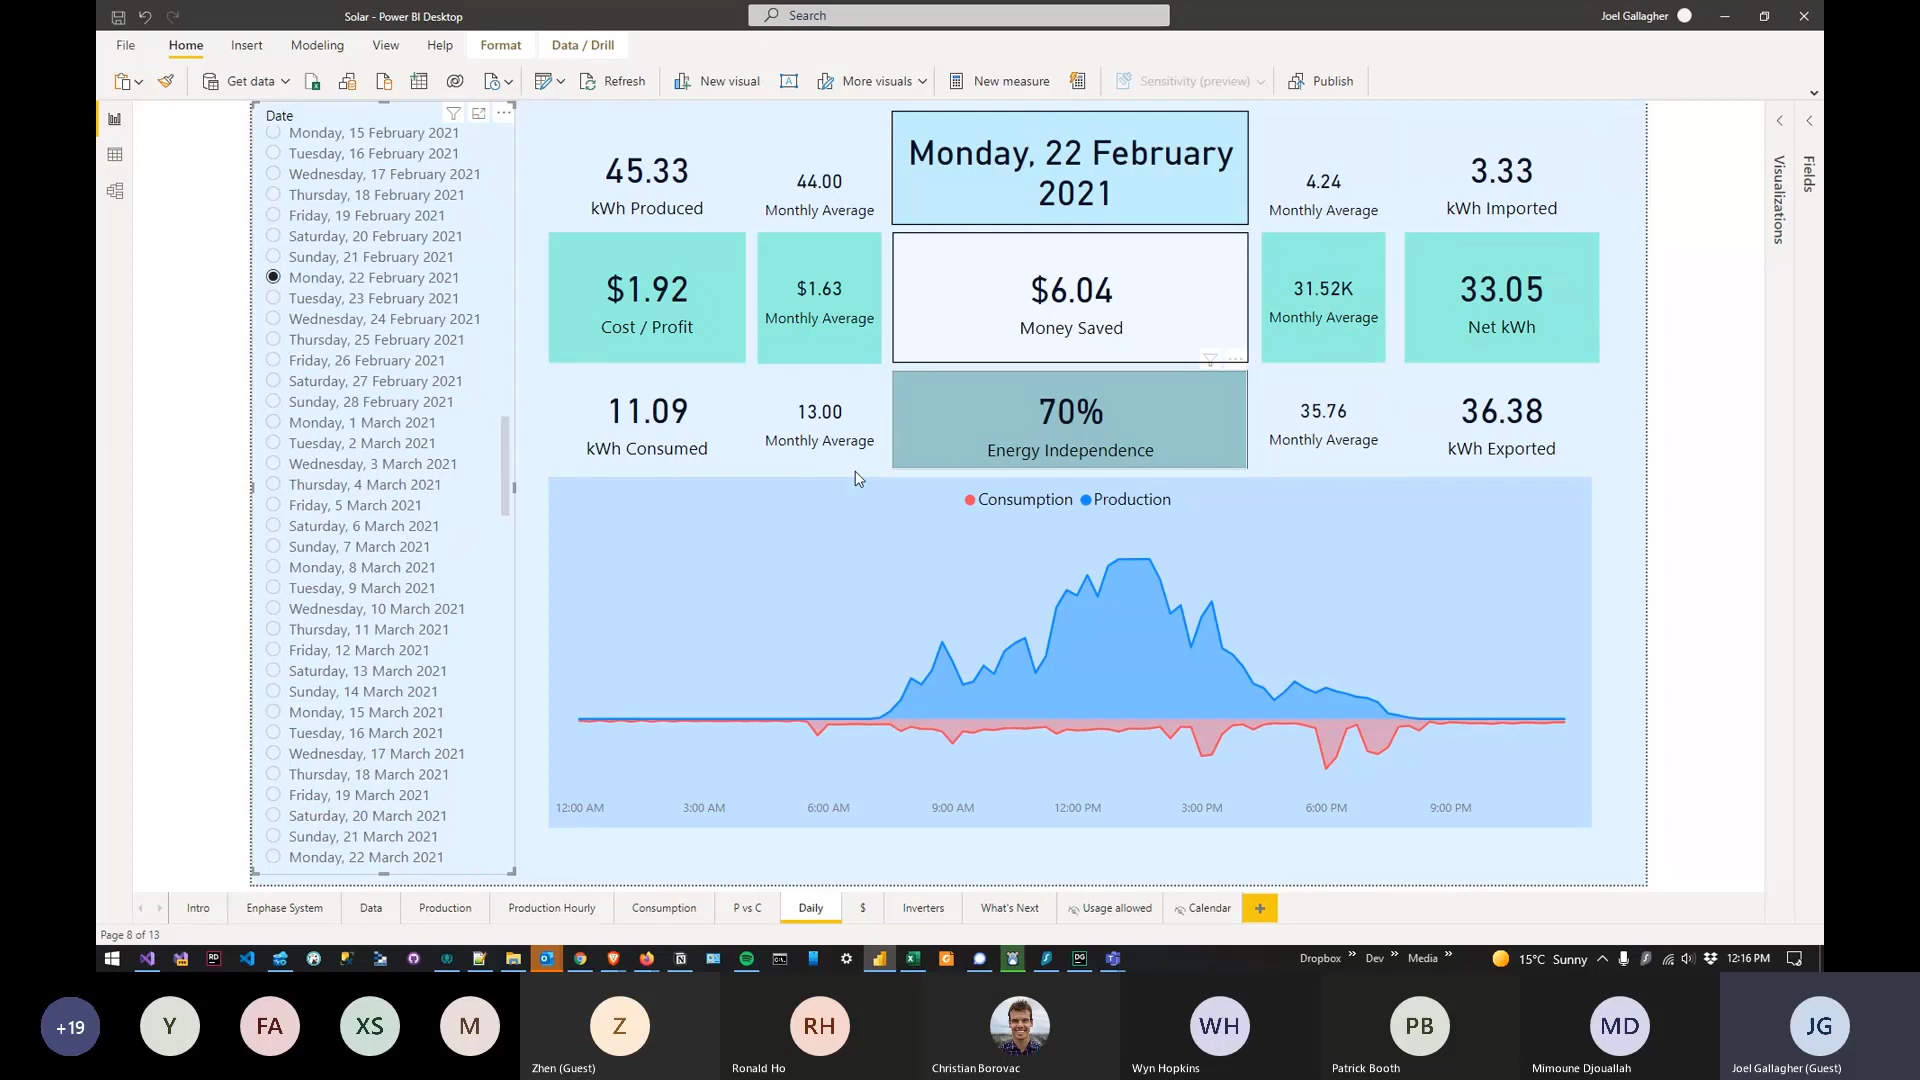 Solar - Power BI Desktop
Search
Joel Gallagher
File
Home
Insert
Modeling
View
Help
Format
Data / Drill
Get data
Refresh
New visual
More visuals
New measure
Sensitivity (preview)
Publish
Date
Monday, 15 February 2021
Tuesday, 16 February 2021
Wednesday, 17 February 2021
Thursday, 18 February 2021
Friday, 19 February 2021
Saturday, 20 February 2021
Sunday, 21 February 2021
Monday, 22 February 2021
Tuesday, 23 February 2021
Wednesday, 24 February 2021
Thursday, 25 February 2021
Friday, 26 February 2021
Saturday, 27 February 2021
Sunday, 28 February 2021
Monday, 1 March 2021
Tuesday, 2 March 2021
Wednesday, 3 March 2021
Thursday, 4 March 2021
Friday, 5 March 2021
Saturday, 6 March 2021
Sunday, 7 March 2021
Monday, 8 March 2021
Tuesday, 9 March 2021
Wednesday, 10 March 2021
Thursday, 11 March 2021
Friday, 12 March 2021
Saturday, 13 March 2021
Sunday, 14 March 2021
Monday, 15 March 2021
Tuesday, 16 March 2021
Wednesday, 17 March 2021
Thursday, 18 March 2021
Friday, 19 March 2021
Saturday, 20 March 2021
Sunday, 21 March 2021
Monday, 22 March 2021
45.33
kWh Produced
44.00
Monthly Average
Monday, 22 February
2021
4.24
Monthly Average
3.33
kWh Imported
$1.92
Cost / Profit
$1.63
Monthly Average
$6.04
Money Saved
31.52K
Monthly Average
33.05
Net kWh
11.09
kWh Consumed
13.00
Monthly Average
70%
Energy Independence
35.76
Monthly Average
36.38
kWh Exported
Consumption
Production
12:00 AM
3:00 AM
6:00 AM
9:00 AM
12:00 PM
3:00 PM
6:00 PM
9:00 PM
Visualizations
Fields
Intro
Enphase System
Data
Production
Production Hourly
Consumption
P vs C
Daily
$
Inverters
What's Next
Usage allowed
Calendar
Page 8 of 13
Dropbox
Dev
Media
15°C Sunny
12:16 PM
+19
Y
FA
XS
M
Z
RH
WH
PB
MD
JG
Zhen (Guest)
Ronald Ho
Christian Borovac
Wyn Hopkins
Patrick Booth
Mimoune Djouallah
Joel Gallagher (Guest)